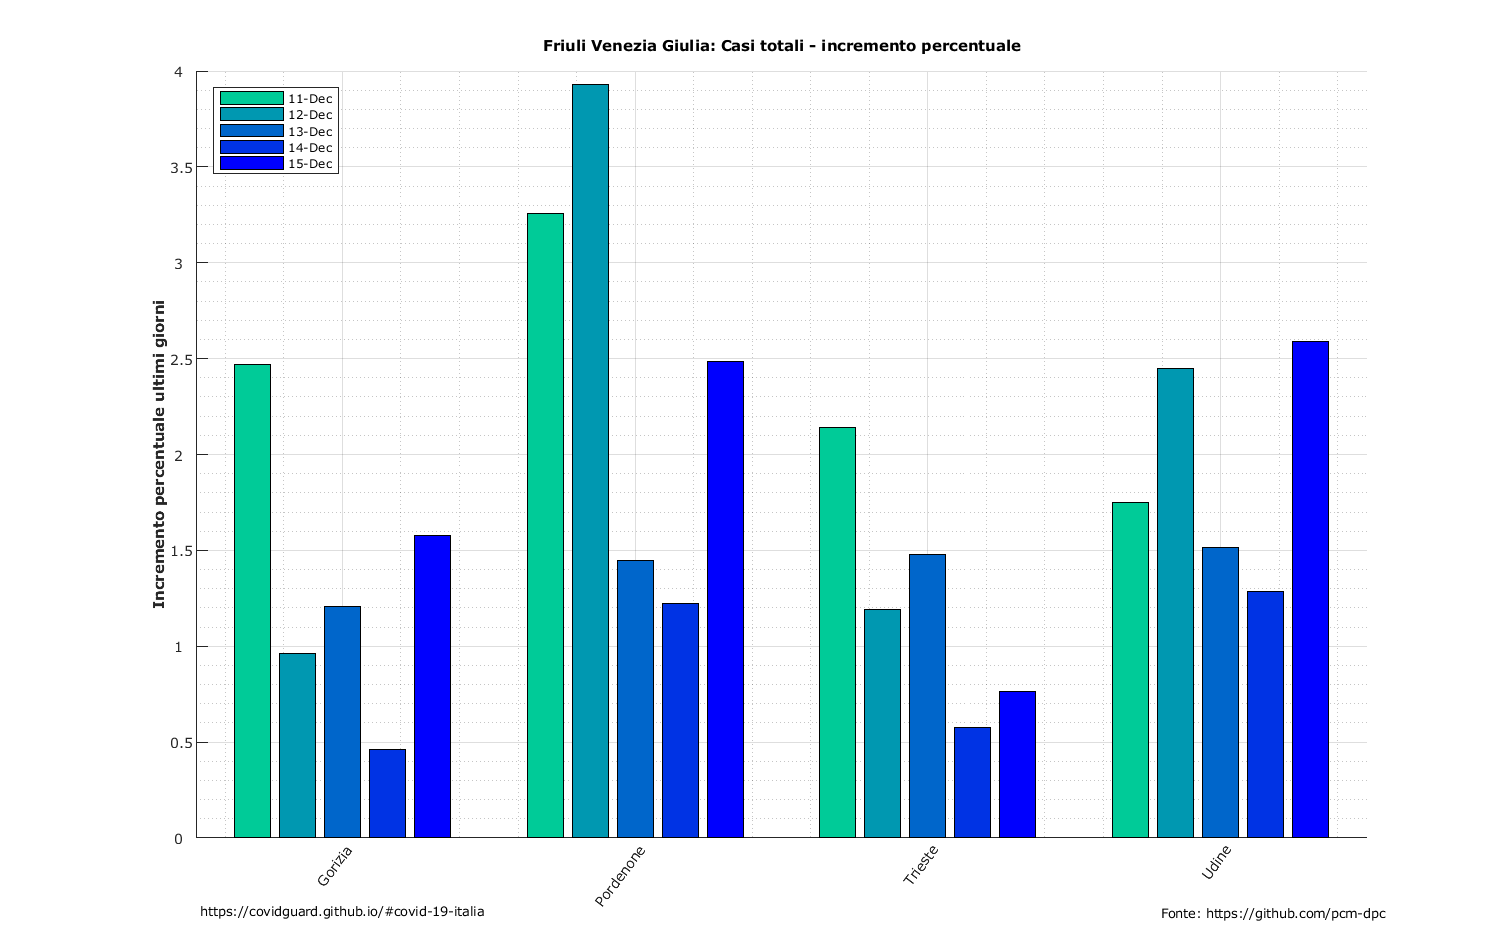 Friuli Venezia Giulia: Casi totali - incremento percentuale
4
3.5
3
2.5
2
1.5
1
0.5
0
Incremento percentuale ultimi giorni
11-Dec
12-Dec
13-Dec
14-Dec
15-Dec
Gorizia
Pordenone
Trieste
Udine
https://covidguard.github.io/#covid-19-italia
Fonte: https://github.com/pcm-dpc